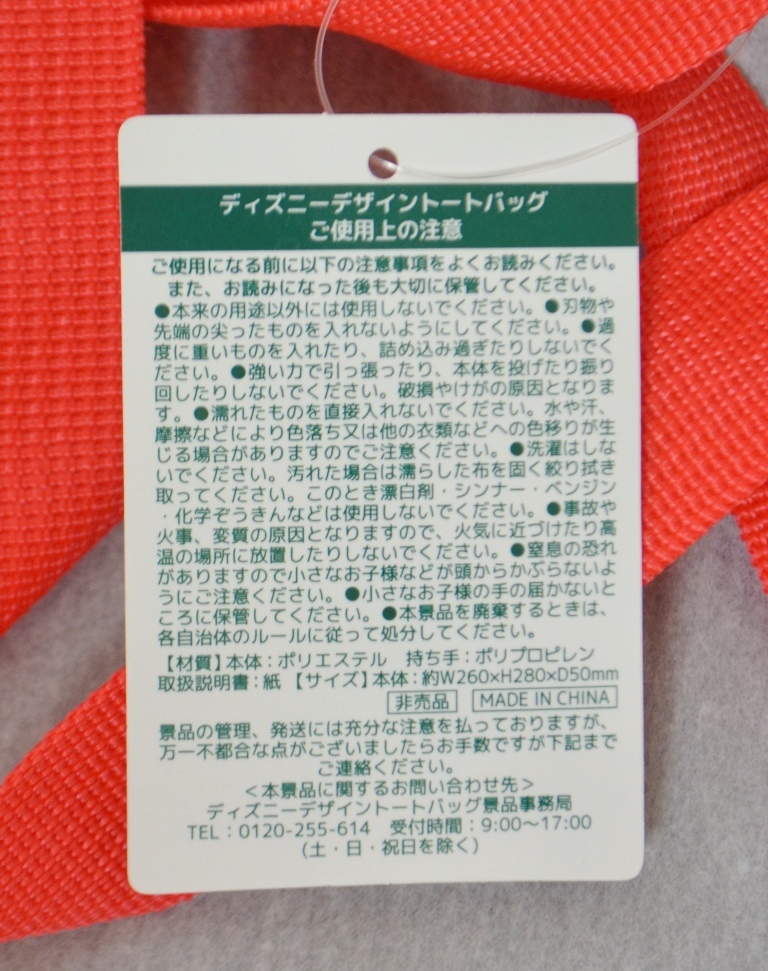 ディズニーデザイントートバッグ
ご使用上の注意
ご使用になる前に以下の注意事項をよくお読みください。
また、お読みになった後も大切に保管してください。
●本来の用途以外には使用しないでください。●刃物や
先端の尖ったものを入れないようにしてください。●過
度に重いものを入れたり、詰め込み過ぎたりしないでく
ださい。●強い力で引っ張ったり、本体を投げたり振り
回したりしないでください。破損やけがの原因となりま
す。●濡れたものを直接入れないでください。水や汗、
摩擦などにより色落ち又は他の衣類などへの色移りが生
じる場合がありますのでご注意ください。●洗濯はしな
いでください。汚れた場合は濡らした布を固く絞り拭き
取ってください。このとき漂白剤・シンナー・ベンジン
・化学ぞうきんなどは使用しないでください。●事故や
火事、変質の原因となりますので、火気に近づけたり高
温の場所に放置したりしないでください。●窒息の恐れ
がありますので小さなお子様などが頭からかぶらないよ
うにご注意ください。●小さなお子様の手の届かないと
ころに保管してください。●本景品を廃棄するときは、
各自治体のルールに従って処分してください。
【材質】本体：ポリエステル　持ち手：ポリプロピレン
取扱説明書：紙【サイズ】本体：約W260×H280×D50mm
非売品 MADE IN CHINA
景品の管理、発送には充分な注意を払っておりますが、
万一不都合な点がございましたらお手数ですが下記まで
ご連絡ください。
＜本景品に関するお問い合わせ先＞
ディズニーデザイントートバッグ景品事務局
TEL：0120-255-614　受付時間：9:00〜17:00
(土・日・祝日を除く)